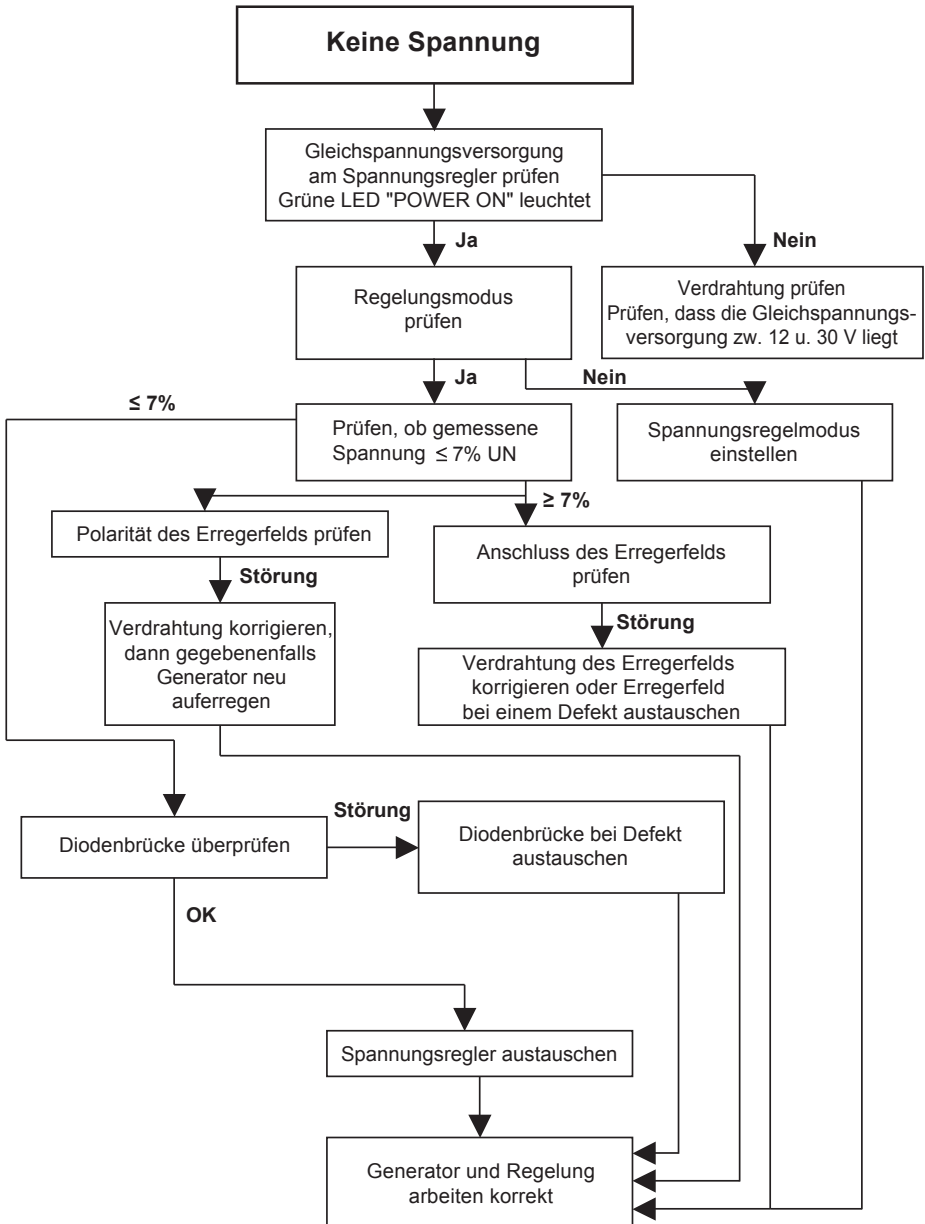 Keine Spannung
Gleichspannungsversorgung
am Spannungsregler prüfen
Grüne LED "POWER ON" leuchtet
Ja
Nein
Regelungsmodus
prüfen
Verdrahtung prüfen
Prüfen, dass die Gleichspannungs-
versorgung zw. 12 u. 30 V liegt
Ja
Nein
≤ 7%
Prüfen, ob gemessene
Spannung ≤ 7% UN
Spannungsregelmodus
einstellen
≥ 7%
Polarität des Erregerfelds prüfen
Anschluss des Erregerfelds
prüfen
Störung
Störung
Verdrahtung korrigieren,
dann gegebenenfalls
Generator neu
auferregen
Verdrahtung des Erregerfelds
korrigieren oder Erregerfeld
bei einem Defekt austauschen
Störung
Diodenbrücke überprüfen
Diodenbrücke bei Defekt
austauschen
OK
Spannungsregler austauschen
Generator und Regelung
arbeiten korrekt